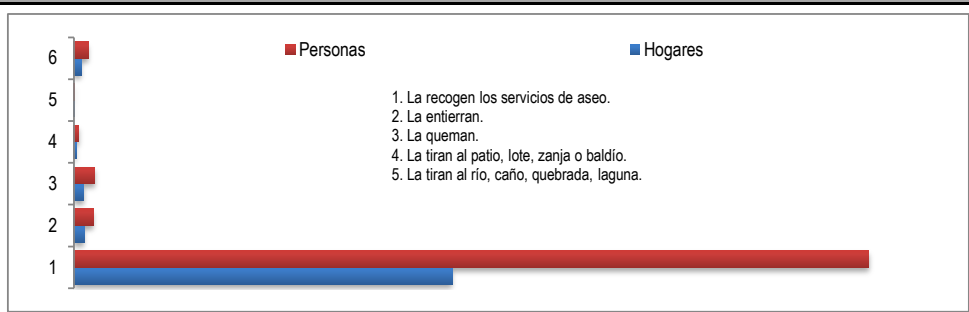 Personas
Hogares
6
5
4
3
2
1
1. La recogen los servicios de aseo.
2. La entierran.
3. La queman.
4. La tiran al patio, lote, zanja o baldío.
5. La tiran al río, caño, quebrada, laguna.